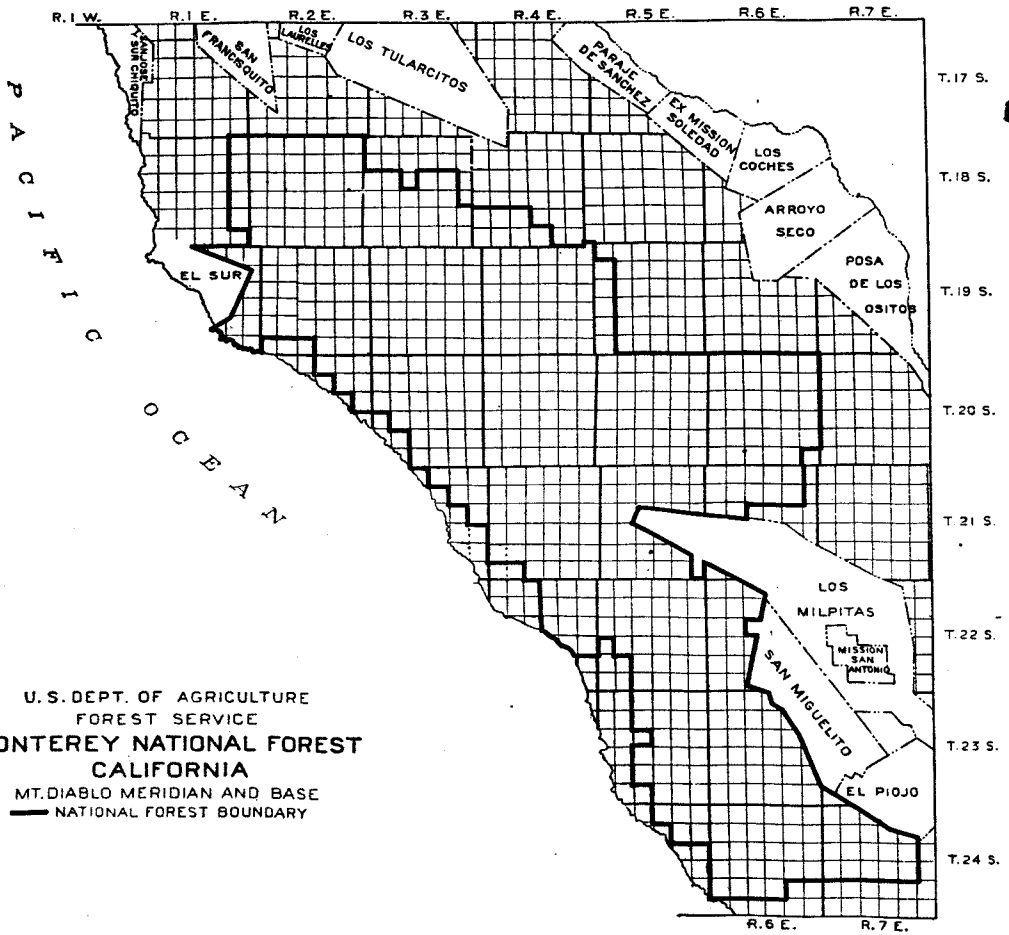 R.1 W. R.1 E. R.2 E. R.3 E. R.4 E. R.5 E. R.6 E. R.7 E.
SAN JOSE
SUR CHIQUITO
SAN
FRANCISQUITO
LOS
LAURELLES
LOS TULARCITOS
PARAJE
DE SANCHEZ
EX MISSION
SOLEDAD
LOS
COCHES
ARROYO
SECO
POSA
DE LOS
OSITOS
T.17 S.
T.18 S.
T.19 S.
T.20 S.
T.21 S.
T.22 S.
T.23 S.
T.24 S.
PACIFIC
OCEAN
EL SUR
LOS
MILPITAS
MISSION
SAN
ANTONIO
SAN MIGUELITO
EL PIOJO
U.S. DEPT. OF AGRICULTURE
FOREST SERVICE
ONTEREY NATIONAL FOREST
CALIFORNIA
MT. DIABLO MERIDIAN AND BASE
NATIONAL FOREST BOUNDARY
R.6 E. R.7 E.